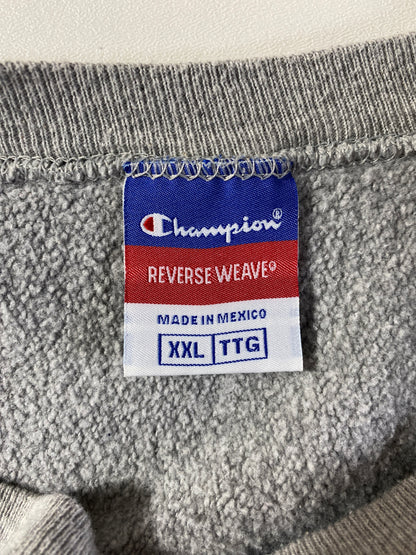 Champion®
REVERSE WEAVE®
MADE IN MEXICO
XXL TTG